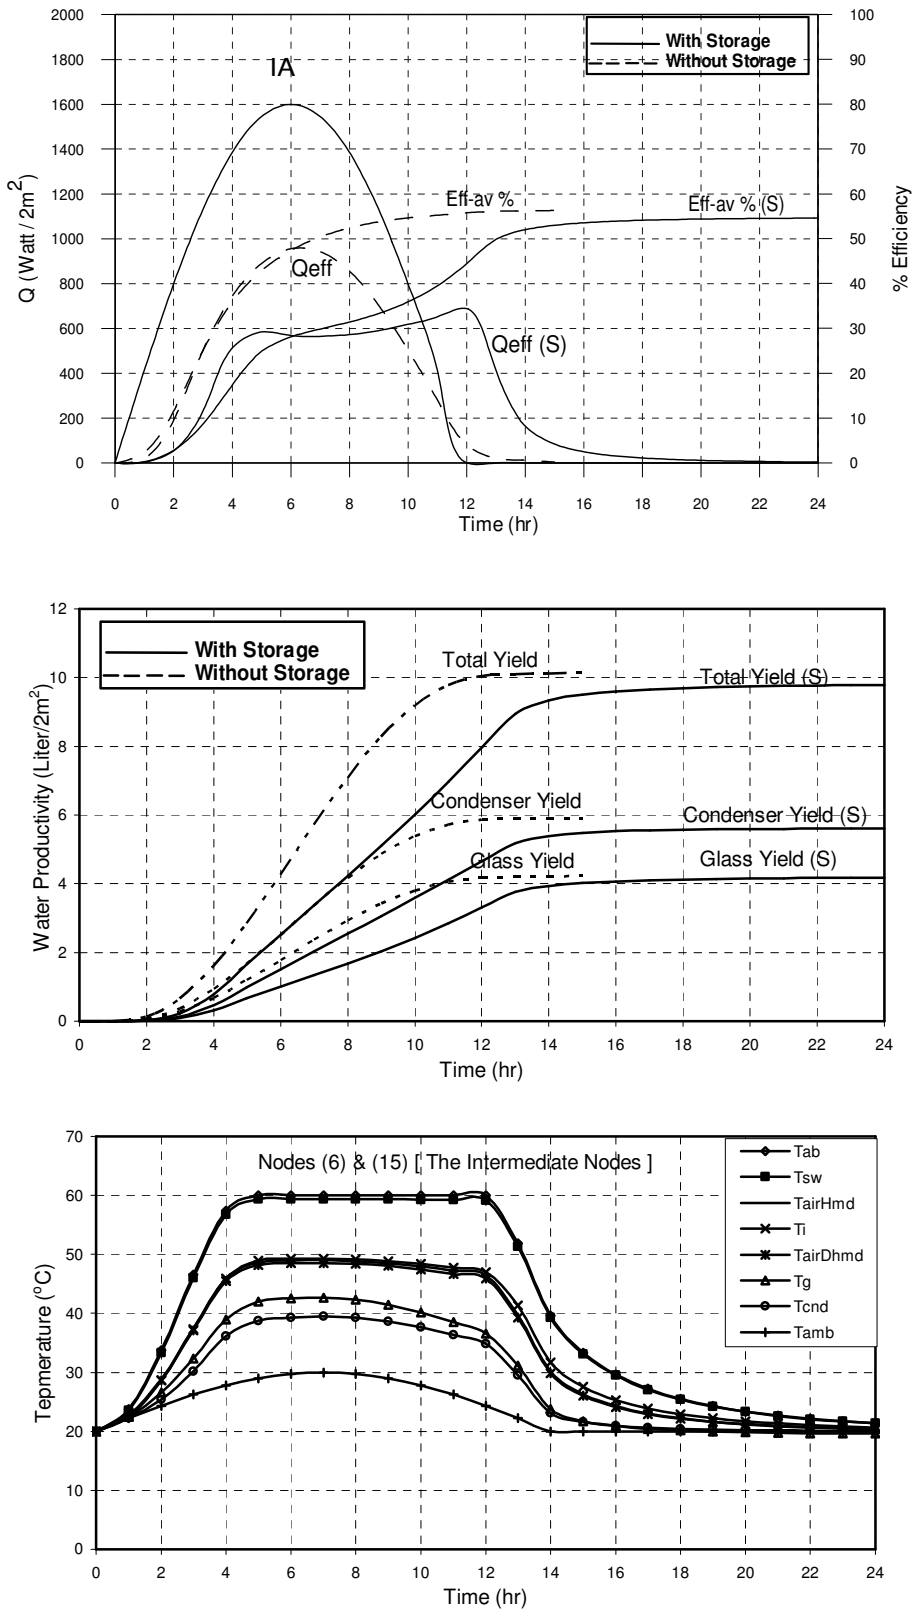 2000
1800
1600
1400
1200
1000
800
600
400
200
0
Q (Watt / 2m²)
100
90
80
70
60
50
40
30
20
10
0
% Efficiency
With Storage
Without Storage
IA
Eff-av %
Eff-av % (S)
Qeff
Qeff (S)
0 2 4 6 8 10 12 14 16 18 20 22 24
Time (hr)
12
10
8
6
4
2
0
Water Productivity (Liter/2m²)
With Storage
Without Storage
Total Yield
Total Yield (S)
Condenser Yield
Condenser Yield (S)
Glass Yield
Glass Yield (S)
0 2 4 6 8 10 12 14 16 18 20 22 24
Time (hr)
70
60
50
40
30
20
10
0
Tepmerature (°C)
Nodes (6) & (15) [ The Intermediate Nodes ]
Tab
Tsw
TairHmd
Ti
TairDhmd
Tg
Tcnd
Tamb
0 2 4 6 8 10 12 14 16 18 20 22 24
Time (hr)